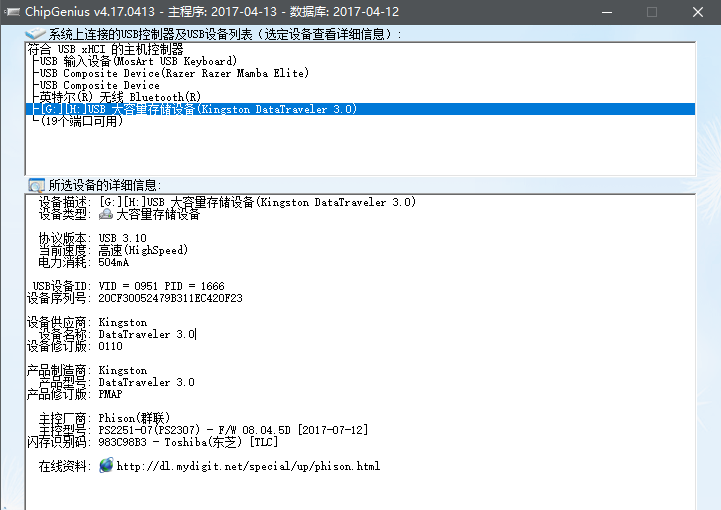 ChipGenius v4.17.0413 - 主程序: 2017-04-13 - 数据库: 2017-04-12
系统上连接的USB控制器及USB设备列表（选定设备查看详细信息）:
符合 USB xHCI 的主机控制器
├USB 输入设备(MosArt USB Keyboard)
├USB Composite Device(Razer Razer Mamba Elite)
├USB Composite Device
├英特尔(R) 无线 Bluetooth(R)
├[G:][H:]USB 大容量存储设备(Kingston DataTraveler 3.0)
└(19个端口可用)
所选设备的详细信息:
设备描述: [G:][H:]USB 大容量存储设备(Kingston DataTraveler 3.0)
设备类型: 大容量存储设备
协议版本: USB 3.10
当前速度: 高速(HighSpeed)
电力消耗: 504mA
USB设备ID: VID = 0951 PID = 1666
设备序列号: 20CF30052479B311EC420F23
设备供应商: Kingston
设备名称: DataTraveler 3.0
设备修订版: 0110
产品制造商: Kingston
产品型号: DataTraveler 3.0
产品修订版: PMAP
主控厂商: Phison(群联)
主控型号: PS2251-07(PS2307) - F/W 08.04.5D [2017-07-12]
闪存识别码: 983C98B3 - Toshiba(东芝) [TLC]
在线资料: http://dl.mydigit.net/special/up/phison.html